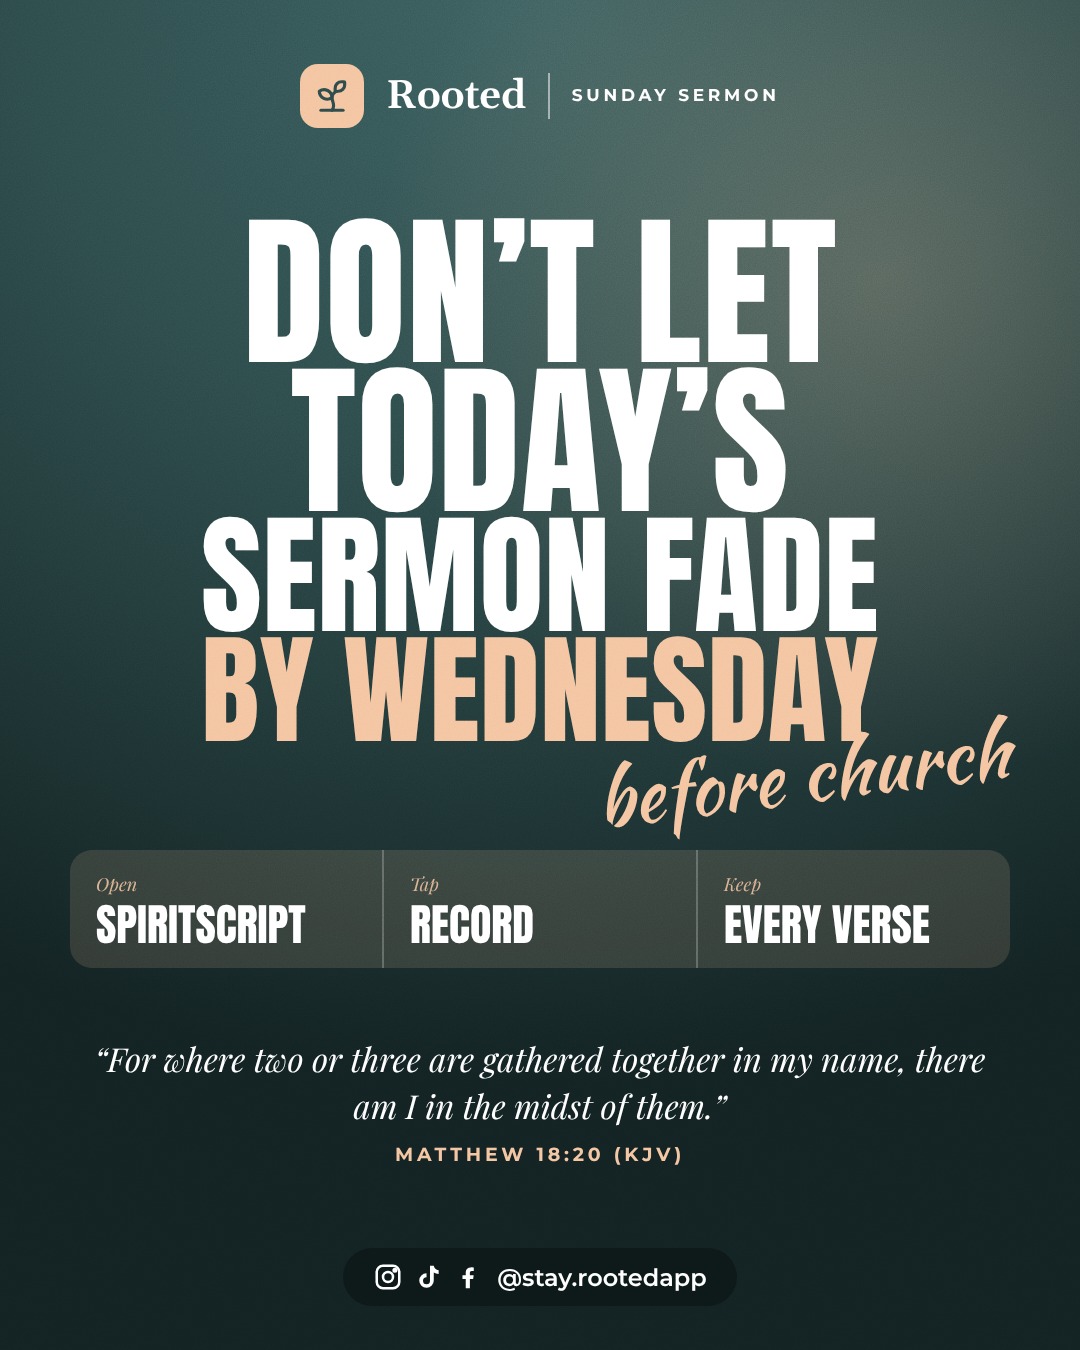 Rooted
SUNDAY SERMON
DON’T LET
TODAY’S
SERMON FADE
BY WEDNESDAY
before church
Open
SPIRITSCRIPT
Tap
RECORD
Keep
EVERY VERSE
“For where two or three are gathered together in my name, there
am I in the midst of them.”
MATTHEW 18:20 (KJV)
@stay.rootedapp